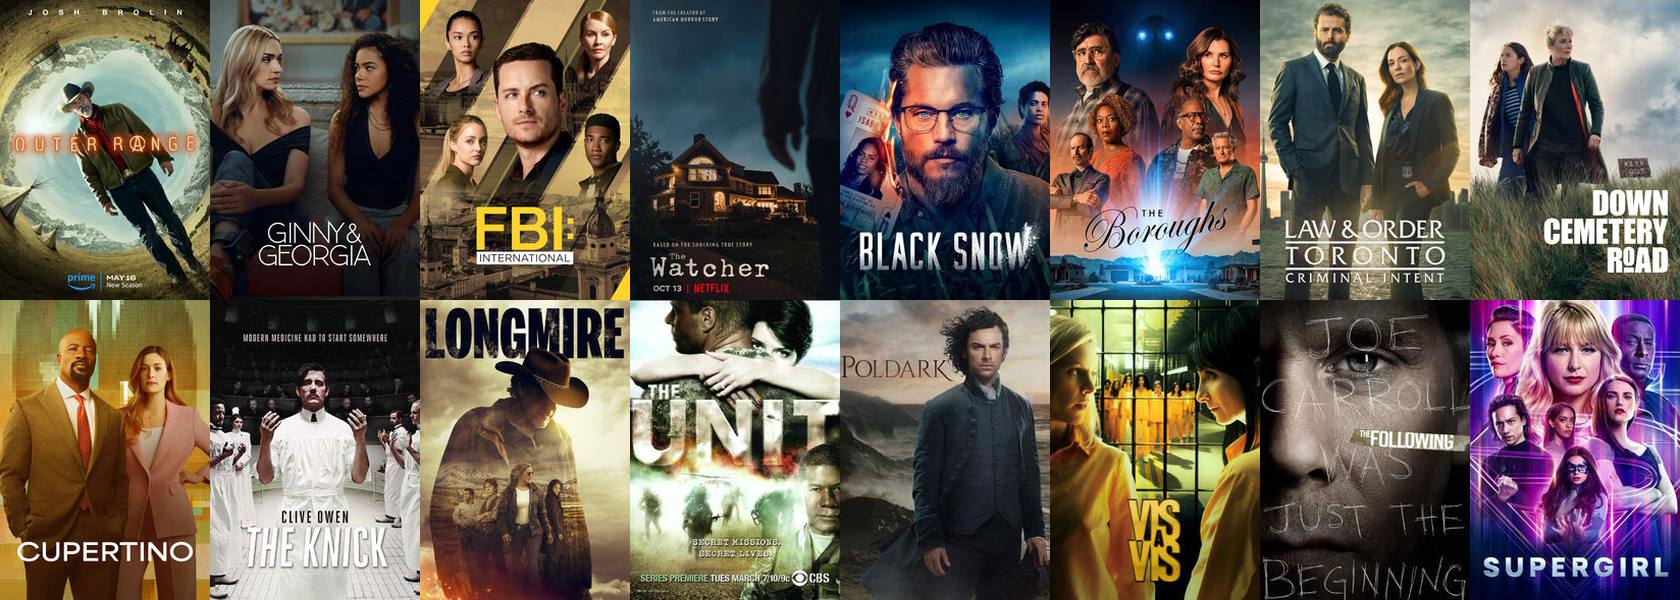 JOSH BROLIN
OUTER RANGE
prime
MAY 16
New Season
GINNY&
GEORGIA
FBI:
INTERNATIONAL
FROM THE CREATOR OF
AMERICAN HORROR STORY
BASED ON THE SHOCKING TRUE STORY
The
Watcher
OCT 13 | NETFLIX
Q
ISABEL
BLACK SNOW
THE
Boroughs
LAW & ORDER
TORONTO
CRIMINAL INTENT
KEEP
OUT
DOWN
CEMETERY
ROAD
CUPERTINO
MODERN MEDICINE HAD TO START SOMEWHERE
CLIVE OWEN
THE KNICK
LONGMIRE
THE
UNIT
SECRET MISSIONS.
SECRET LIVES.
SERIES PREMIERE TUES MARCH 7 10/9c CBS
POLDARK
VIS
A
VIS
JOE
CARROLL
THE FOLLOWING
WAS
JUST THE
BEGINNING
SUPERGIRL